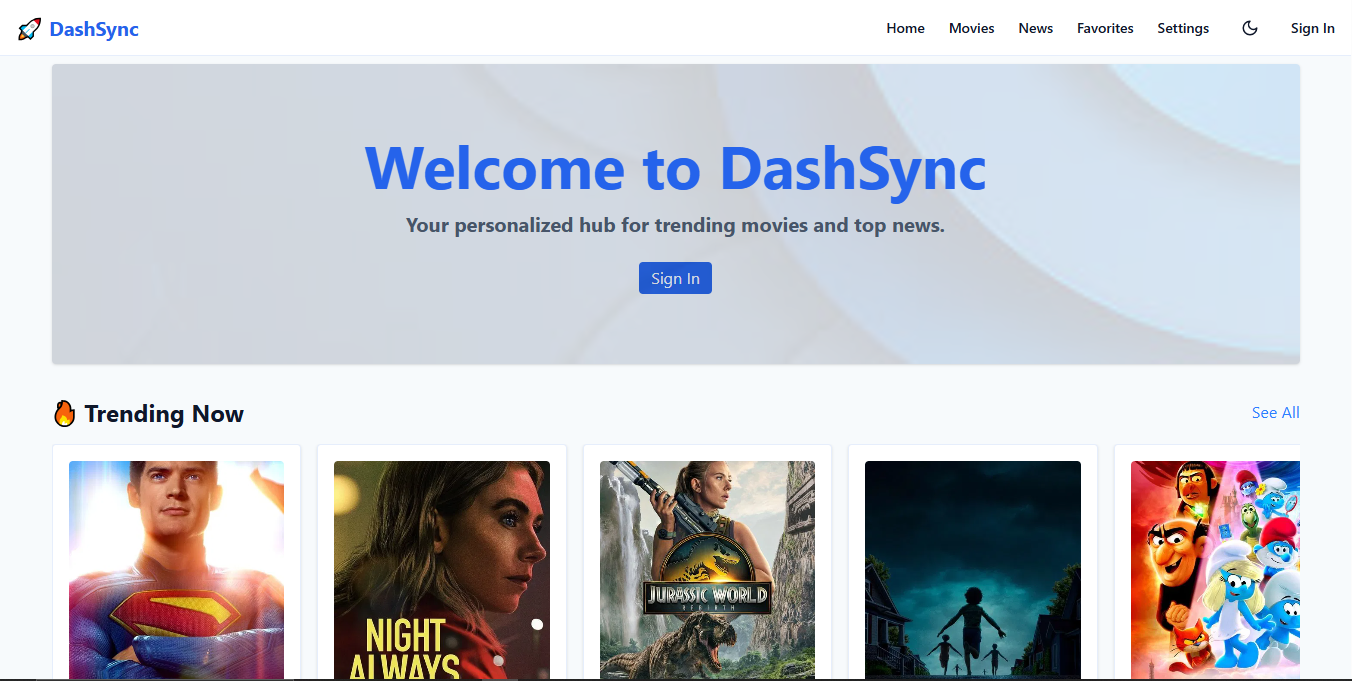 DashSync
Home Movies News Favorites Settings Sign In
Welcome to DashSync
Your personalized hub for trending movies and top news.
Sign In
Trending Now
See All
NIGHT
ALWAYS
JURASSIC WORLD
REBIRTH